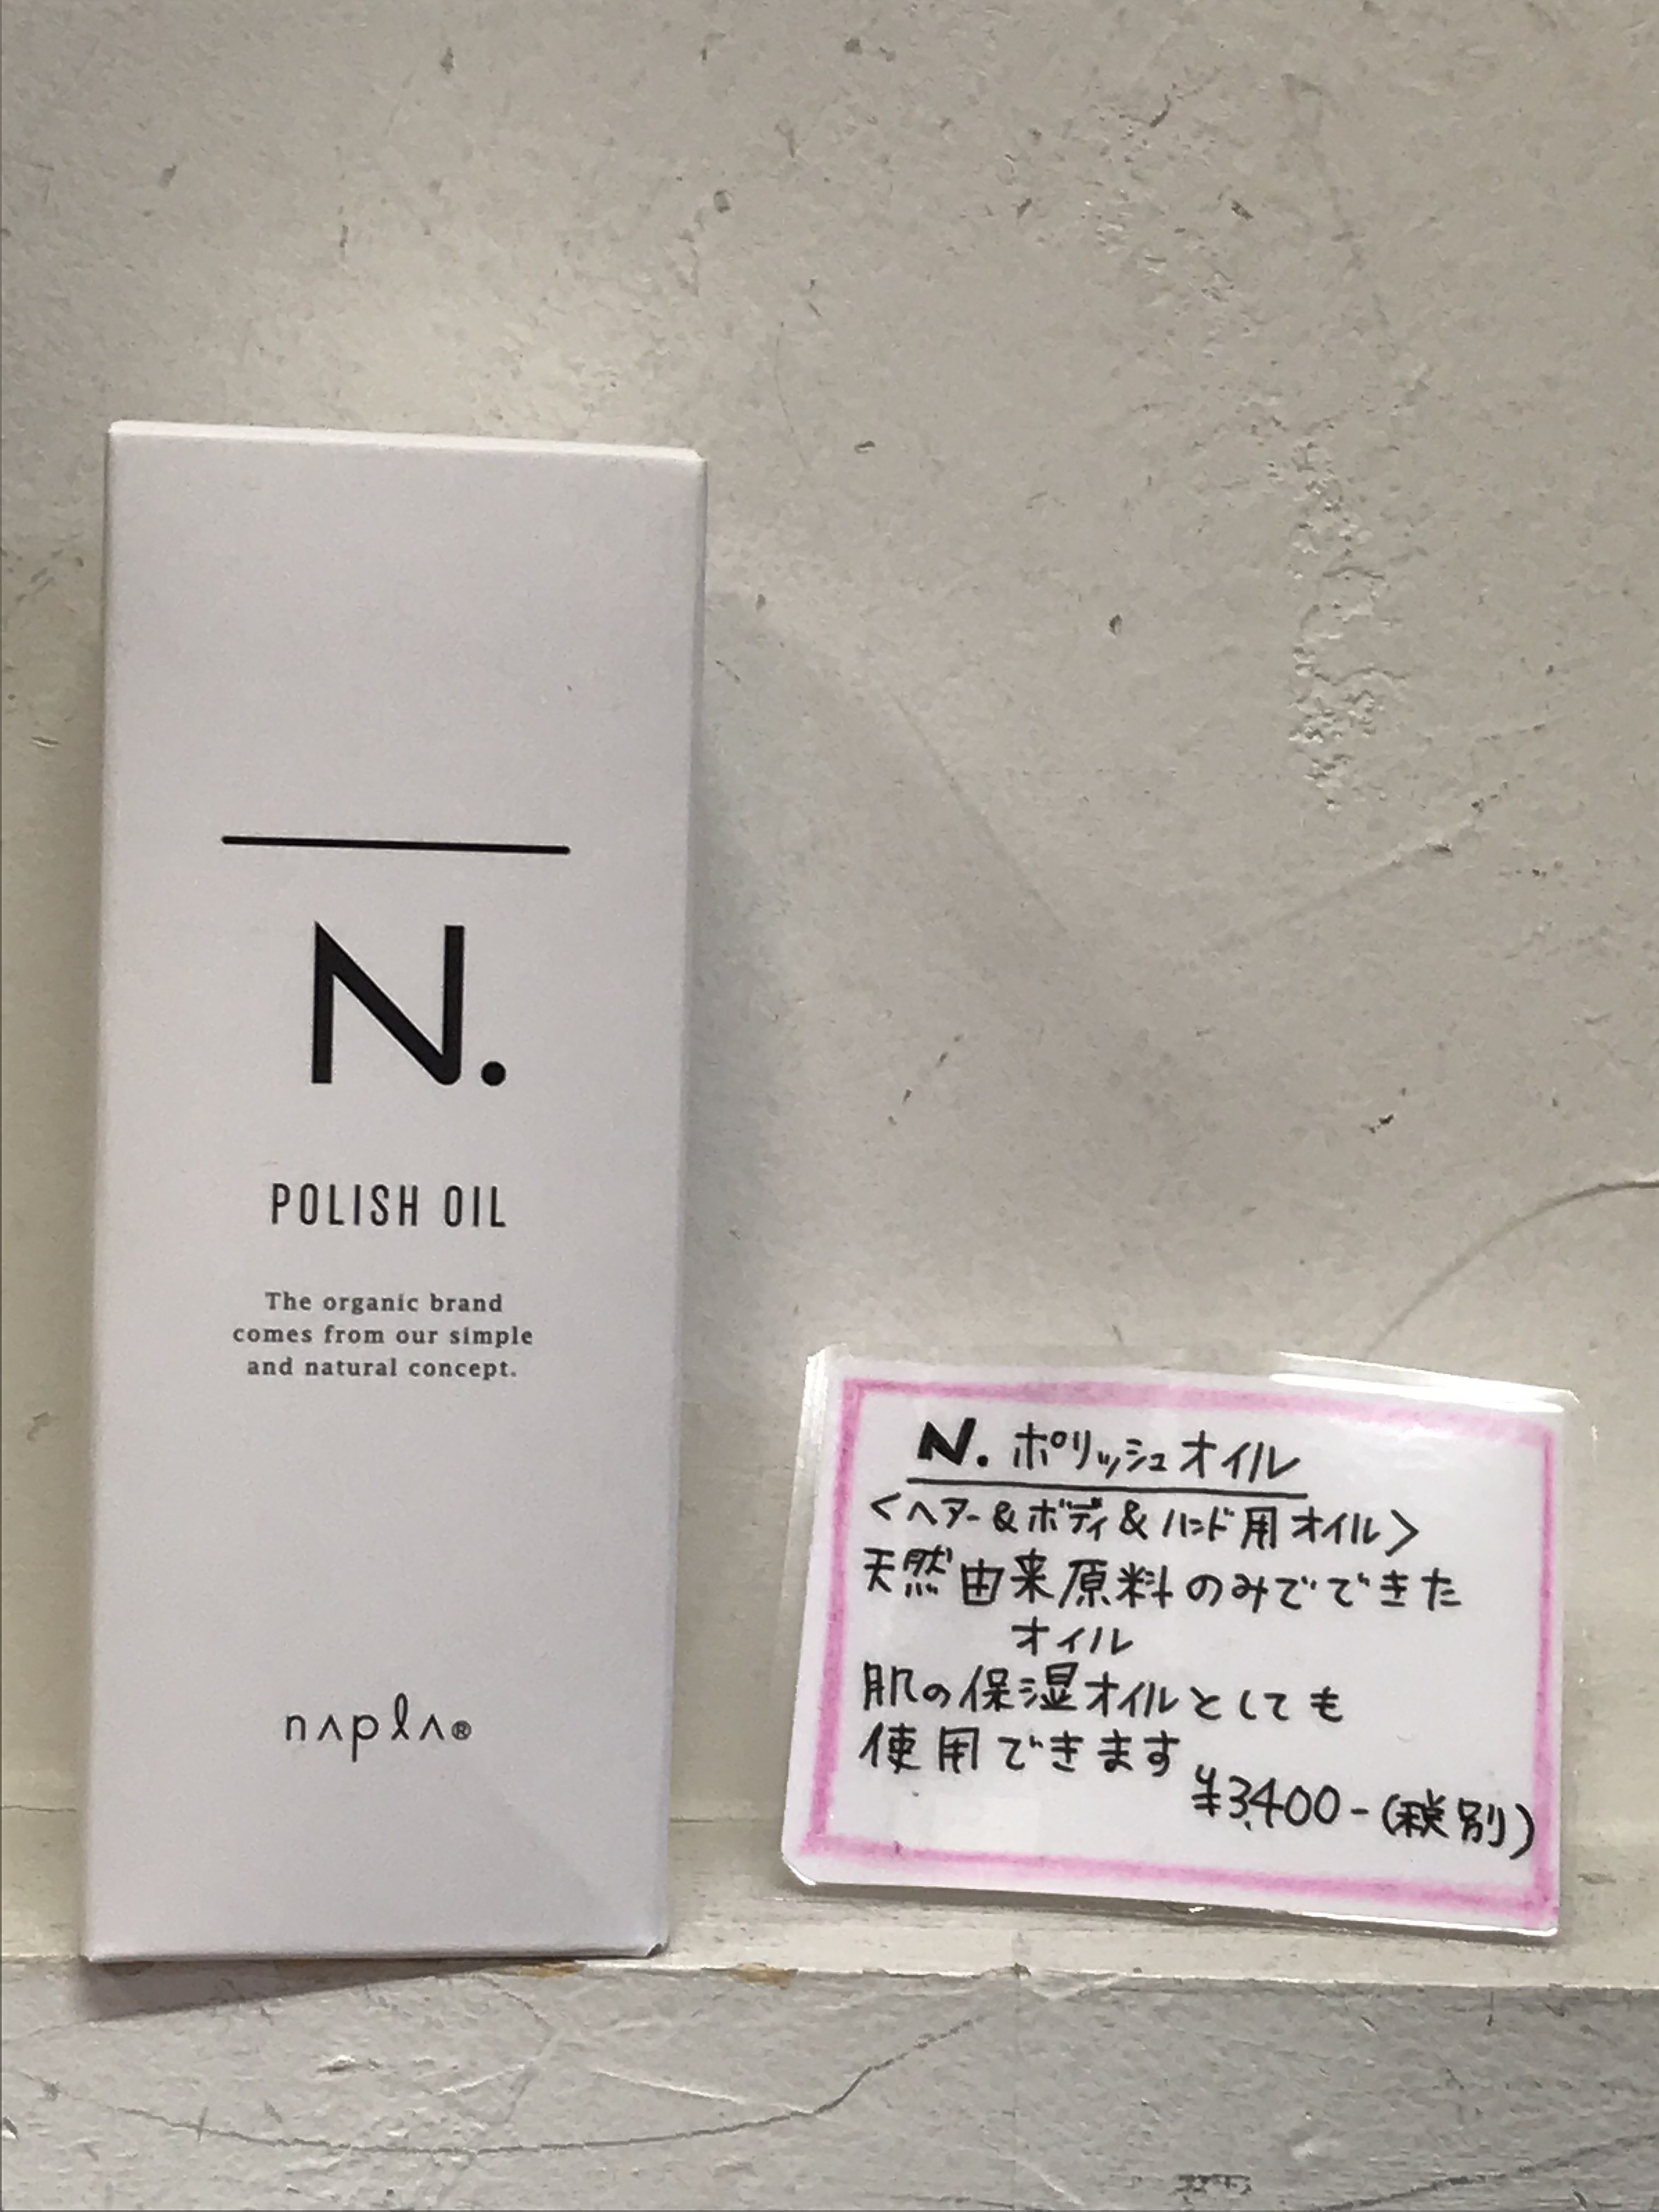 N.
POLISH OIL
The organic brand
comes from our simple
and natural concept.
napla®
N. ポリッシュオイル
<ヘアー&ボディ&ハンド用オイル>
天然由来原料のみでできた
オイル
肌の保湿オイルとしても
使用できます
¥3,400-(税別)